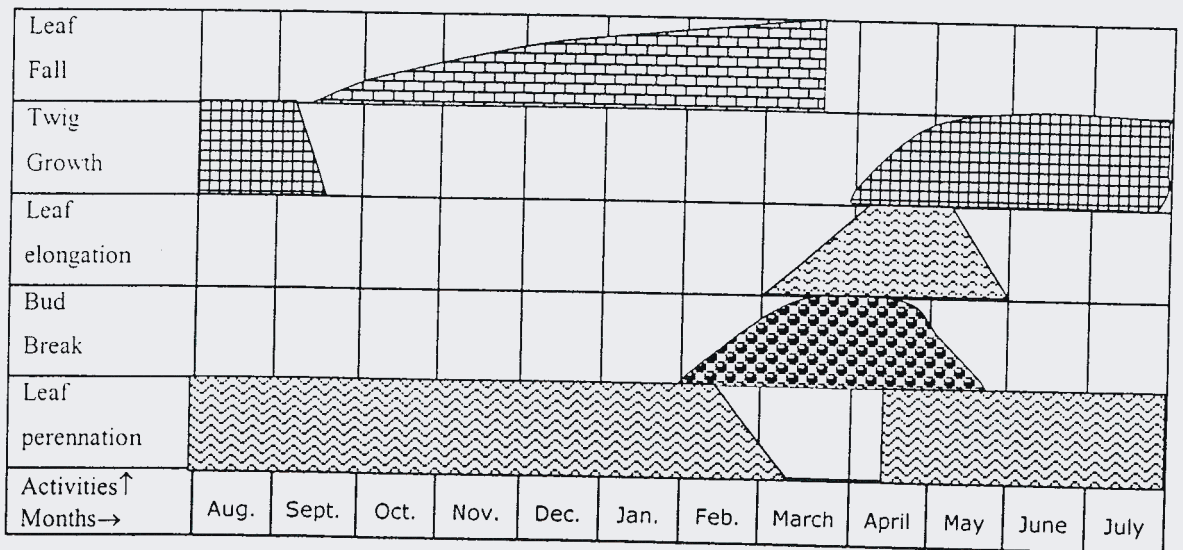 Leaf
Fall
Twig
Growth
Leaf
elongation
Bud
Break
Leaf
perennation
Activities↑
Months→
Aug. Sept. Oct. Nov. Dec. Jan. Feb. March April May June July